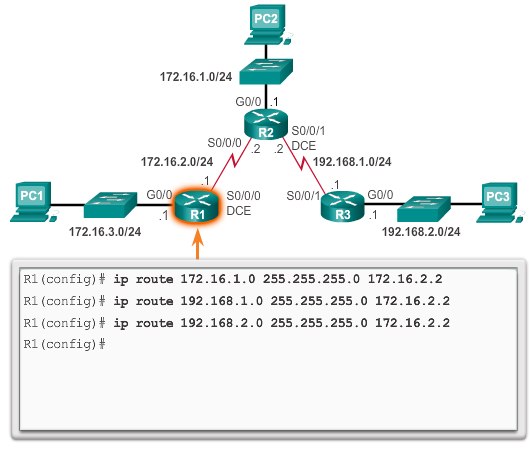 PC2
172.16.1.0/24
G0/0 .1
R2
S0/0/0 S0/0/1
DCE
.2 .2
172.16.2.0/24 192.168.1.0/24
.1 .1
PC1 G0/0 S0/0/0 S0/0/1 G0/0 PC3
.1 R1 DCE R3 .1
172.16.3.0/24 192.168.2.0/24
R1(config)# ip route 172.16.1.0 255.255.255.0 172.16.2.2
R1(config)# ip route 192.168.1.0 255.255.255.0 172.16.2.2
R1(config)# ip route 192.168.2.0 255.255.255.0 172.16.2.2
R1(config)#